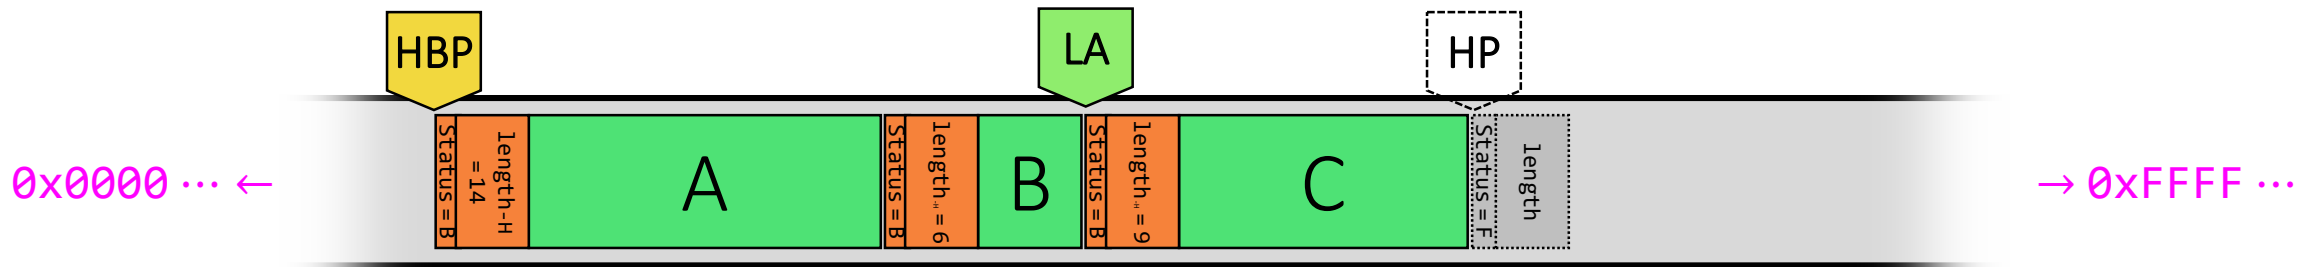 HBP
LA
HP
0x0000 ⋯ ←
Status=B
length-H
=14
A
Status=B
length-H=6
B
Status=B
length-H=9
C
Status=F
length
→ 0xFFFF ⋯